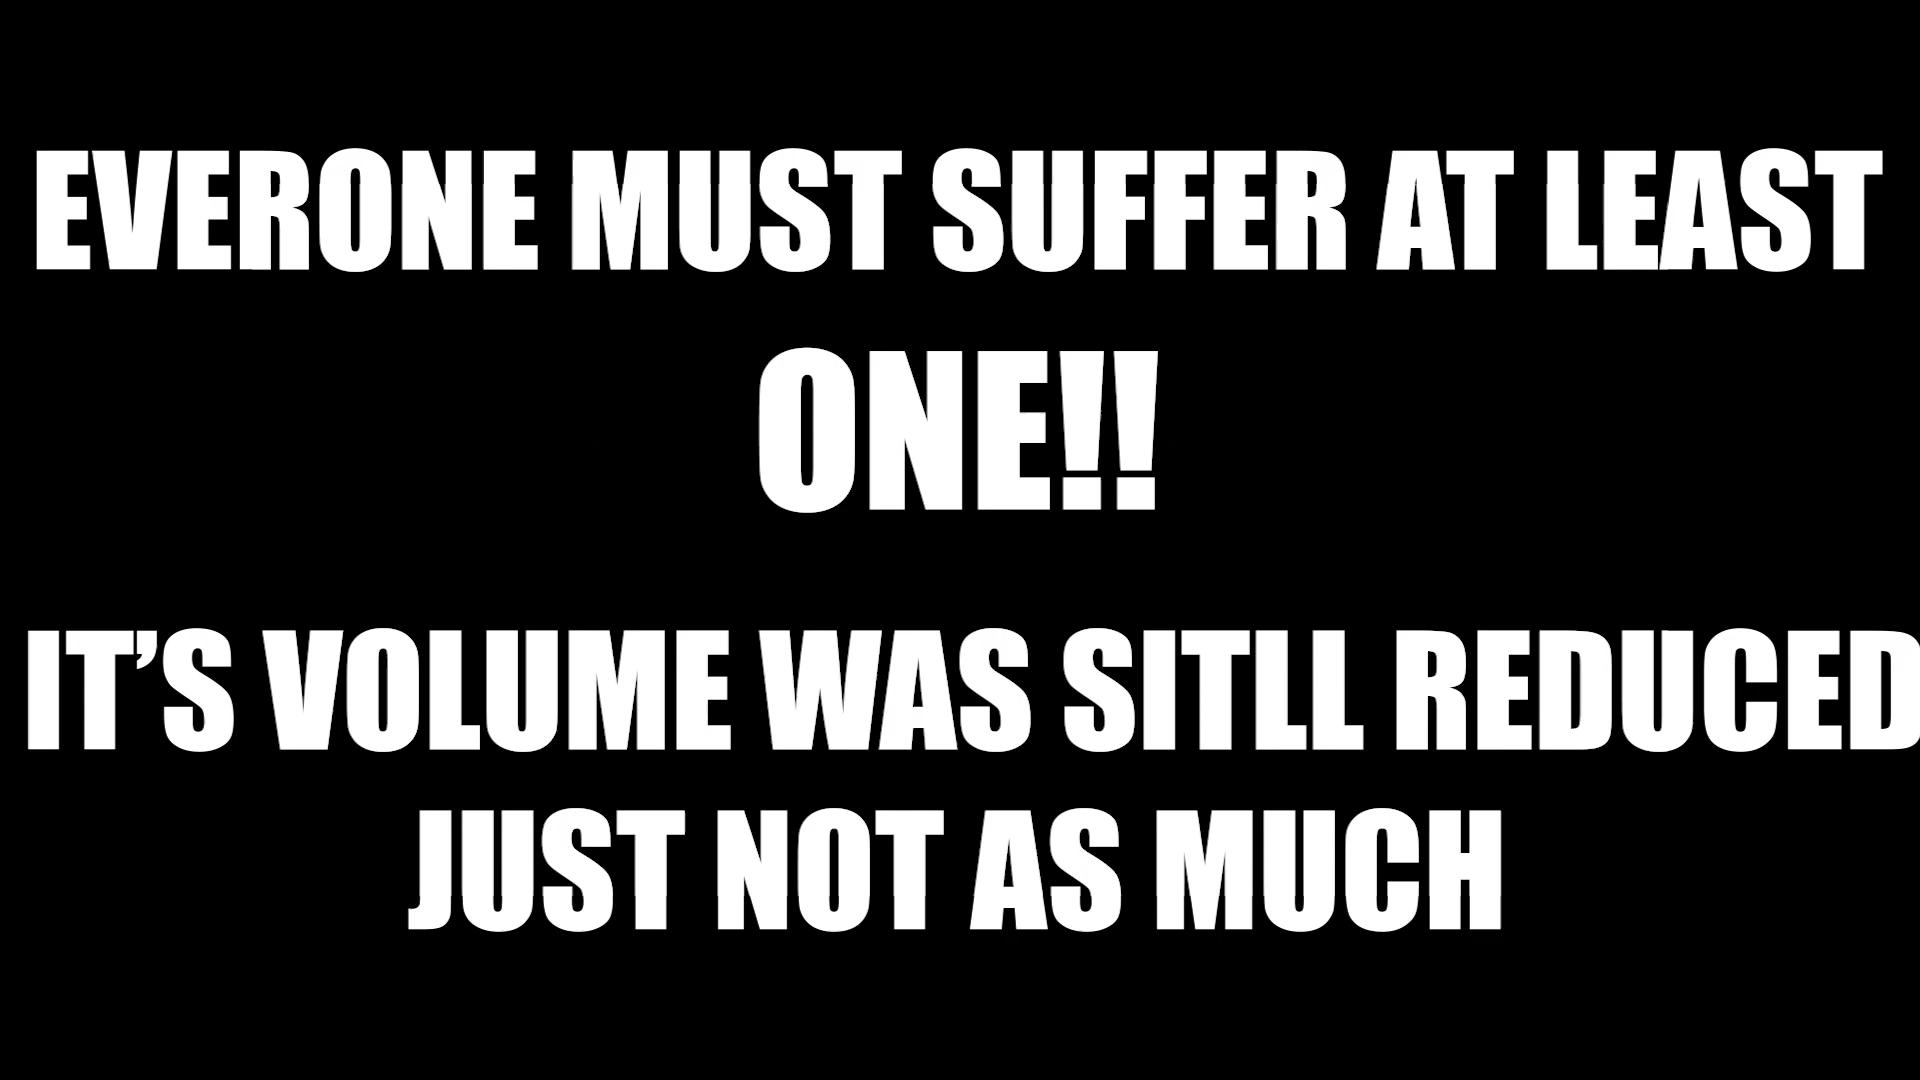 EVERONE MUST SUFFER AT LEAST
ONE!!
IT’S VOLUME WAS SITLL REDUCED
JUST NOT AS MUCH